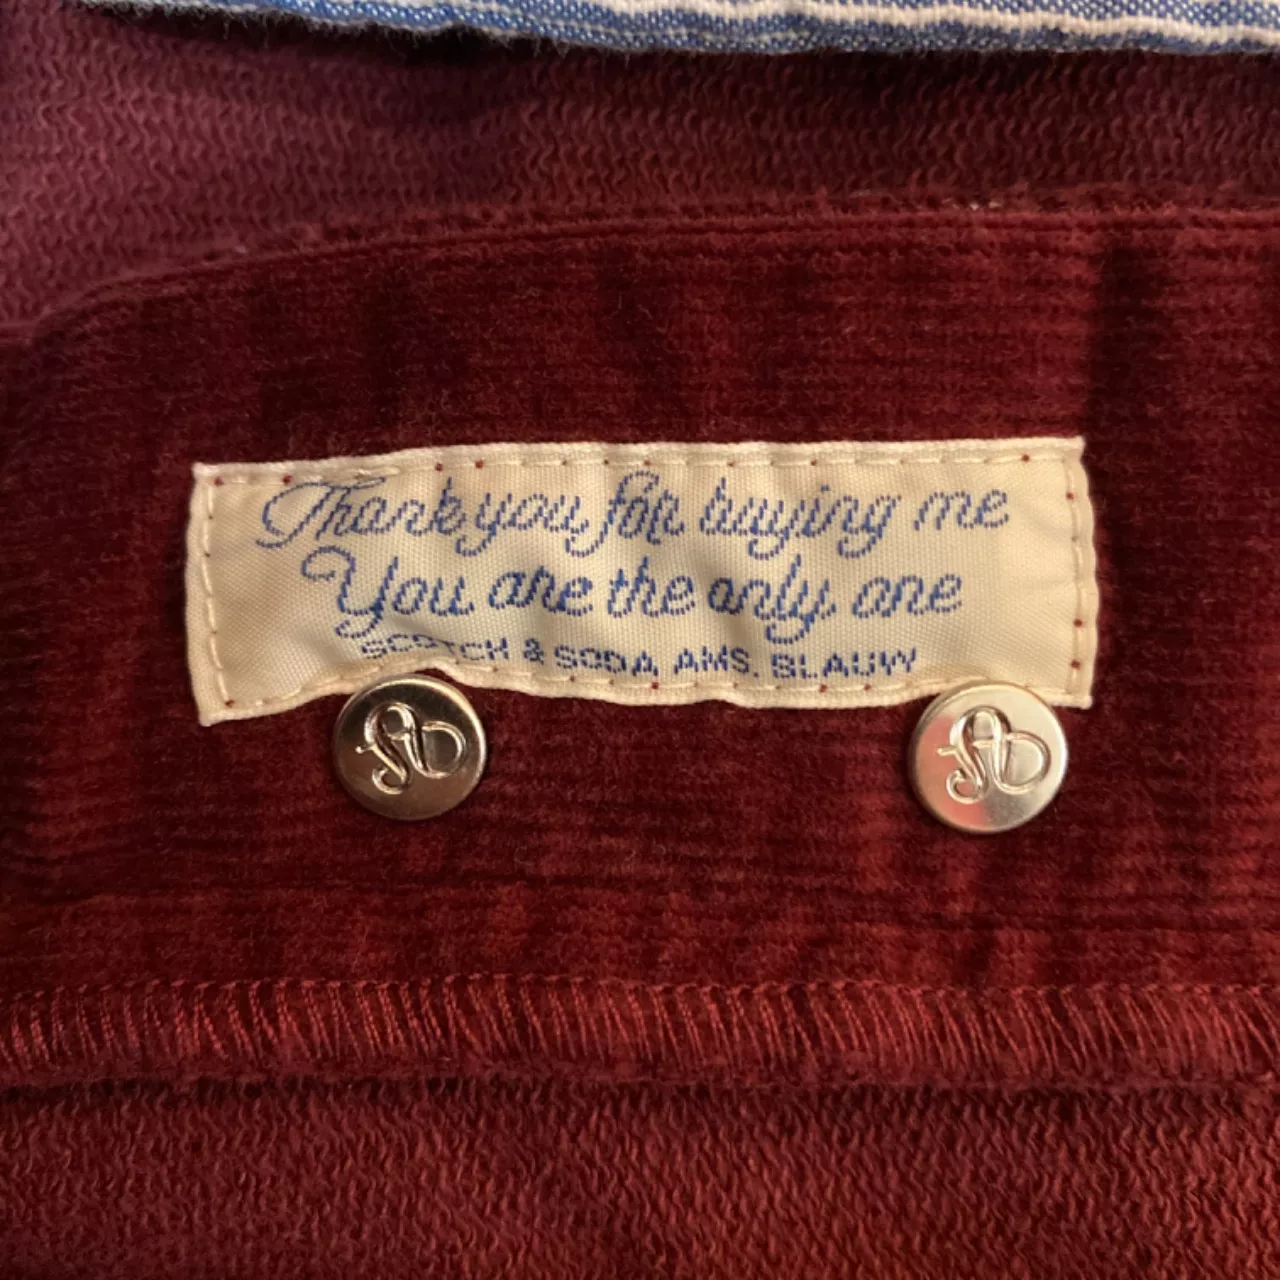 Thank you for buying me
You are the only one
SCOTCH & SODA AMS. BLAUW